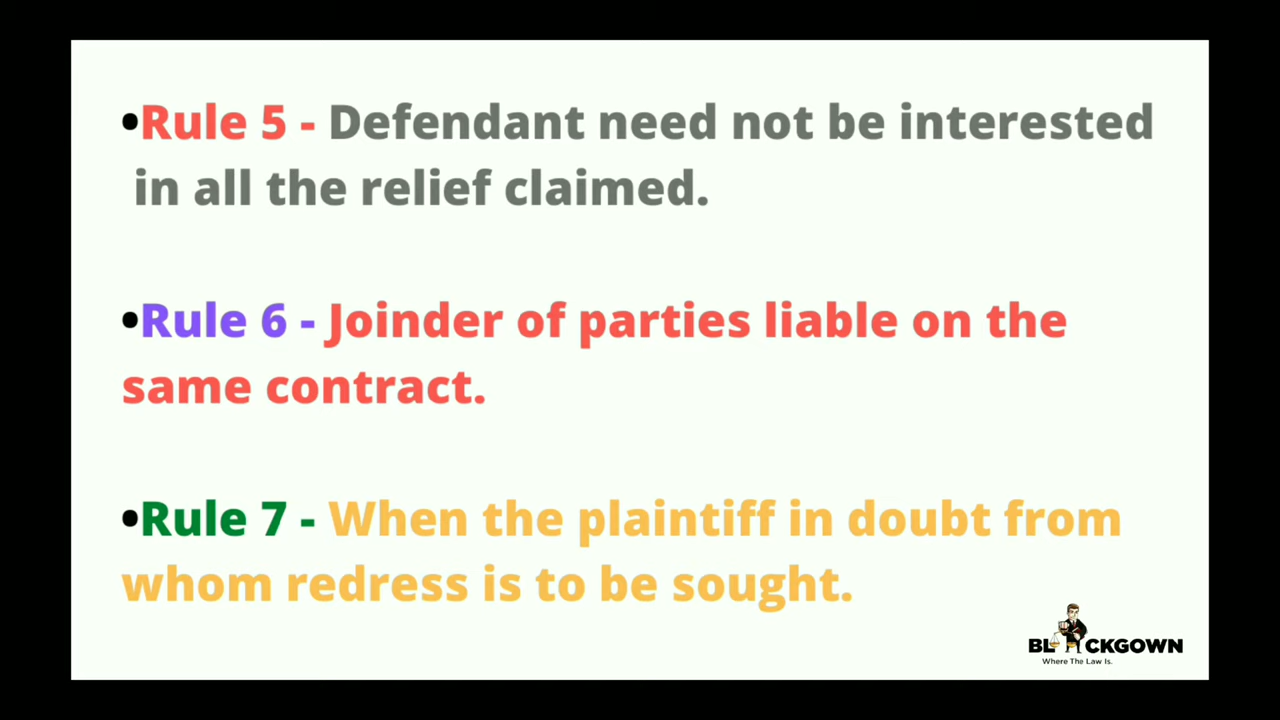 •Rule 5 - Defendant need not be interested
in all the relief claimed.
•Rule 6 - Joinder of parties liable on the
same contract.
•Rule 7 - When the plaintiff in doubt from
whom redress is to be sought.
BL CKGOWN
Where The Law Is.